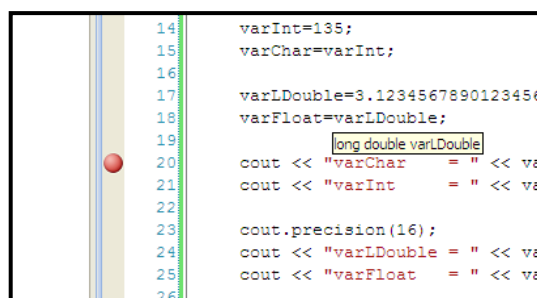 14 varInt=135;
15 varChar=varInt;
16
17 varLDouble=3.1234567890123456
18 varFloat=varLDouble;
19 long double varLDouble
20 cout << "varChar = " << va
21 cout << "varInt = " << va
22
23 cout.precision(16);
24 cout << "varLDouble = " << va
25 cout << "varFloat = " << va
26